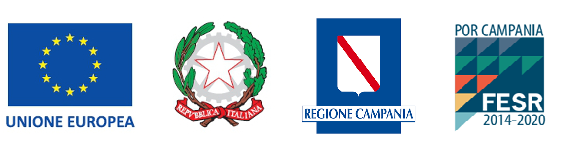 UNIONE EUROPEA
REPVBBLICA ITALIANA
REGIONE CAMPANIA
POR CAMPANIA
FESR
2014-2020